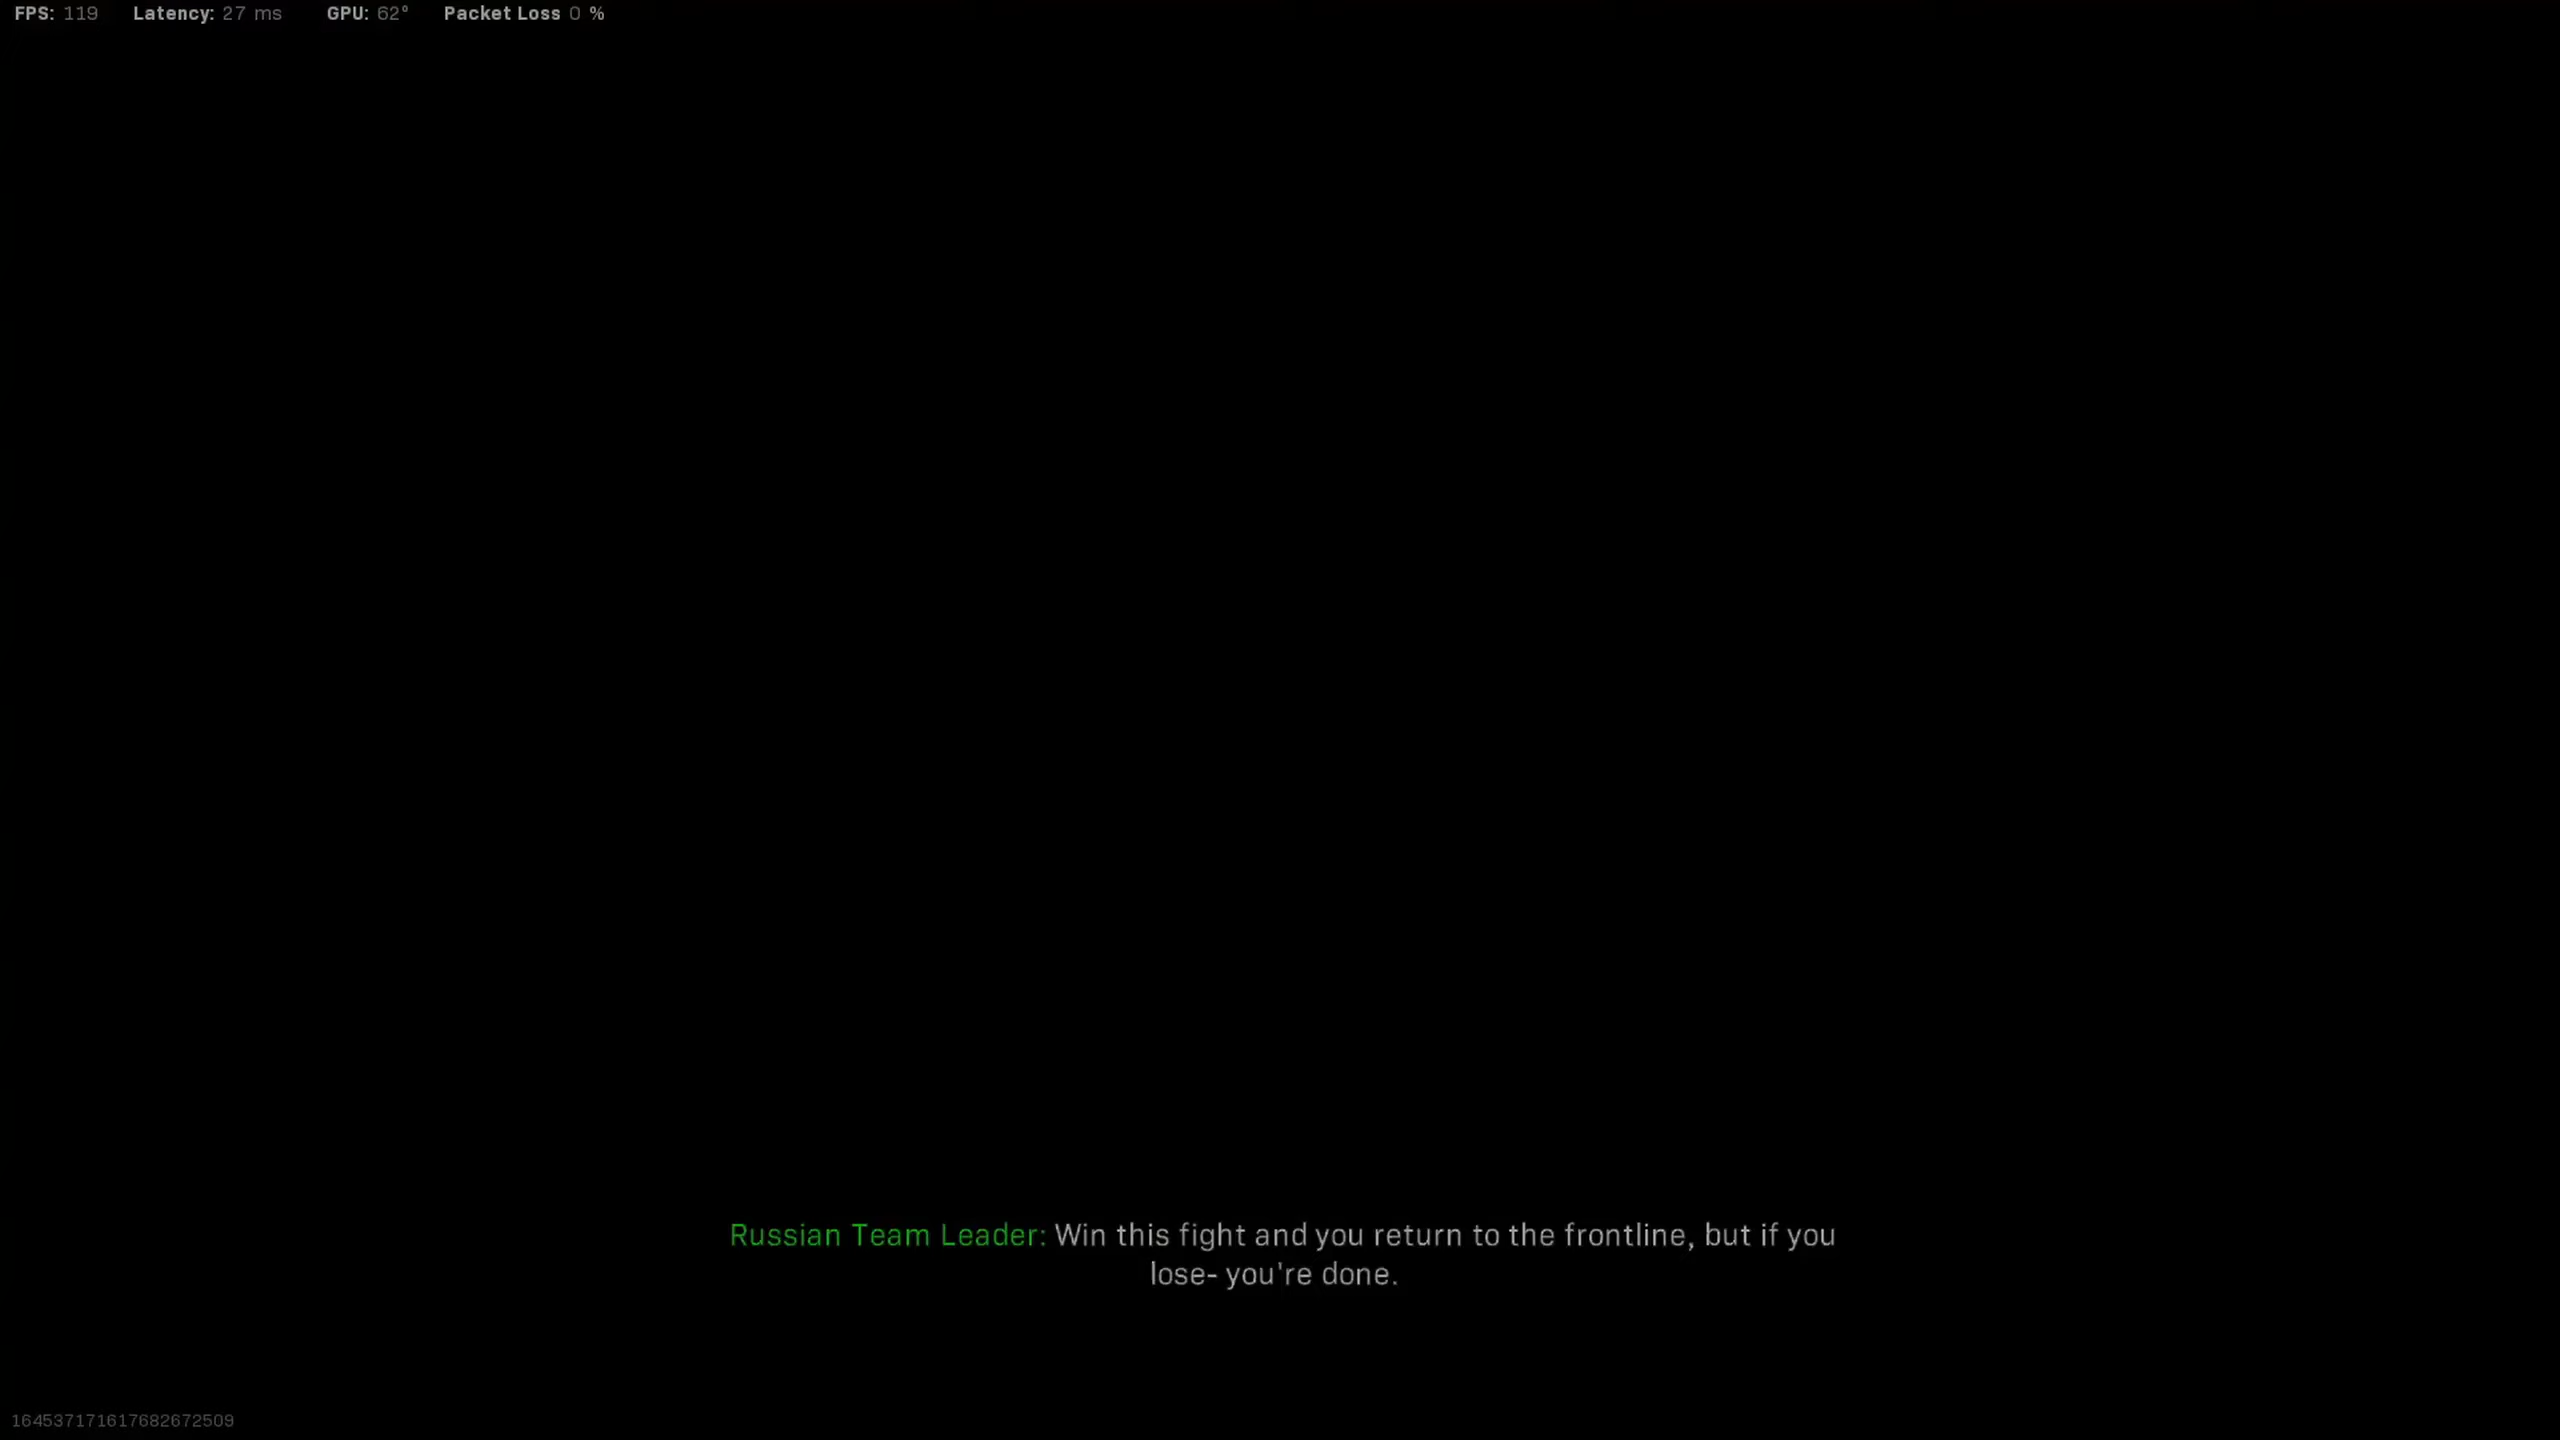 FPS: 119 Latency: 27 ms GPU: 62° Packet Loss 0 %
Russian Team Leader: Win this fight and you return to the frontline, but if you
lose- you're done.
164537171617682672509